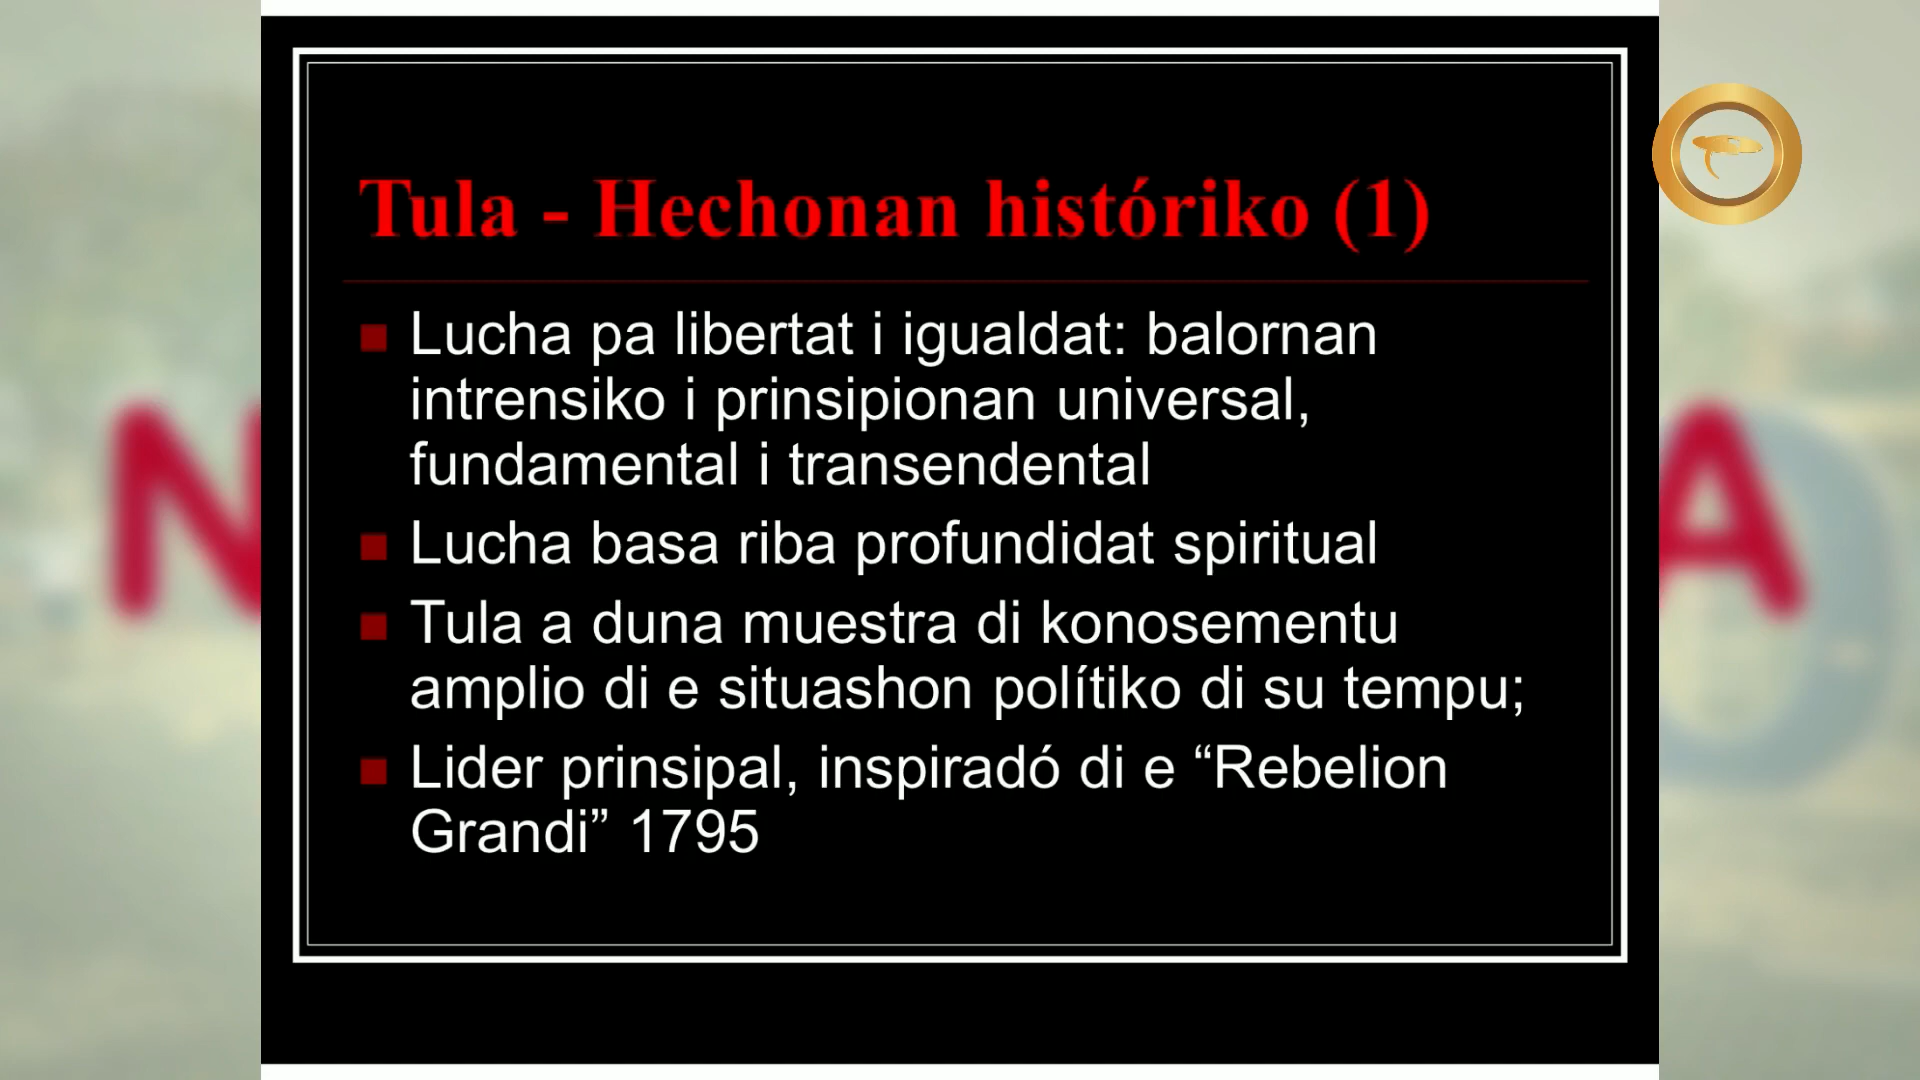 Tula - Hechonan históriko (1)
Lucha pa libertat i igualdat: balornan
intrensiko i prinsipionan universal,
fundamental i transendental
Lucha basa riba profundidat spiritual
Tula a duna muestra di konosementu
amplio di e situashon polítiko di su tempu;
Lider prinsipal, inspiradó di e “Rebelion
Grandi” 1795
N
A